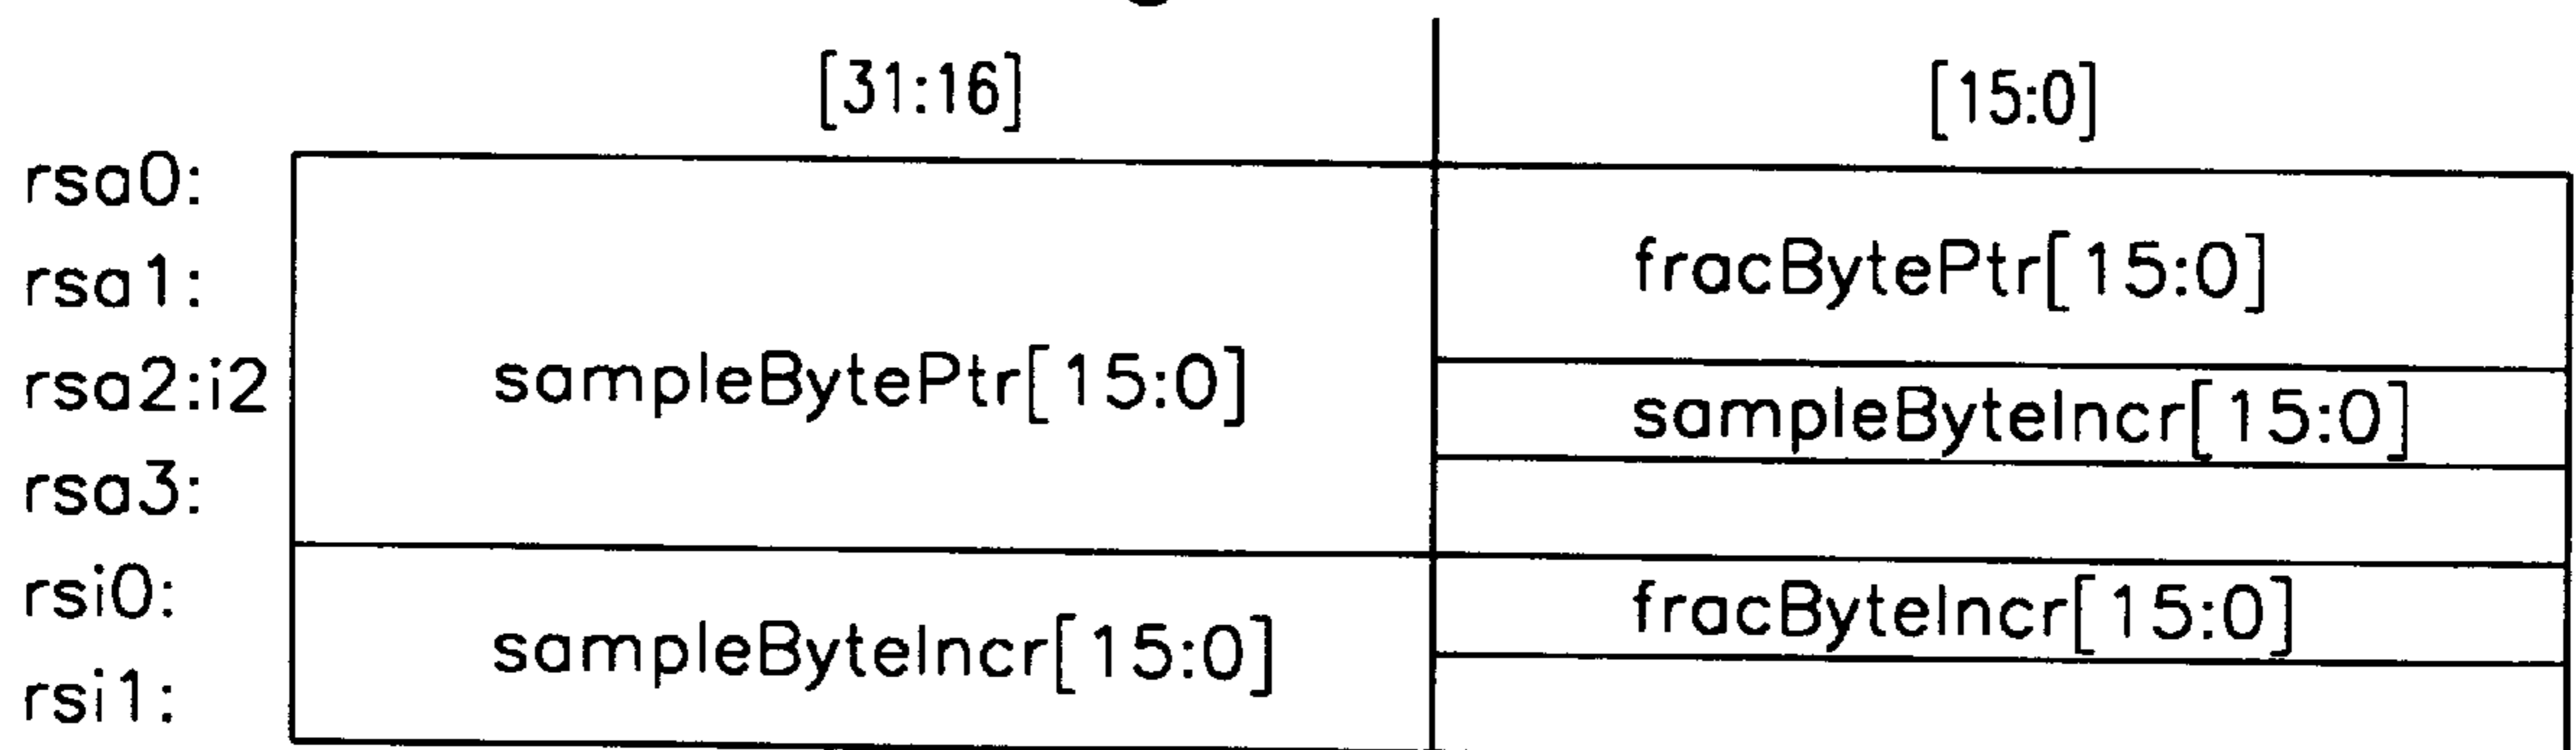 [31:16] [15:0]
rsa0:
rsa1: fracBytePtr[15:0]
rsa2:i2 sampleBytePtr[15:0] sampleByteIncr[15:0]
rsa3:
rsi0: fracByteIncr[15:0]
sampleByteIncr[15:0]
rsi1: